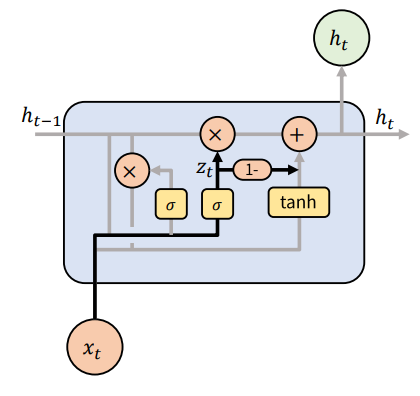 h_t
h_{t-1}
h_t
×
+
×
z_t
1-
σ
σ
tanh
x_t